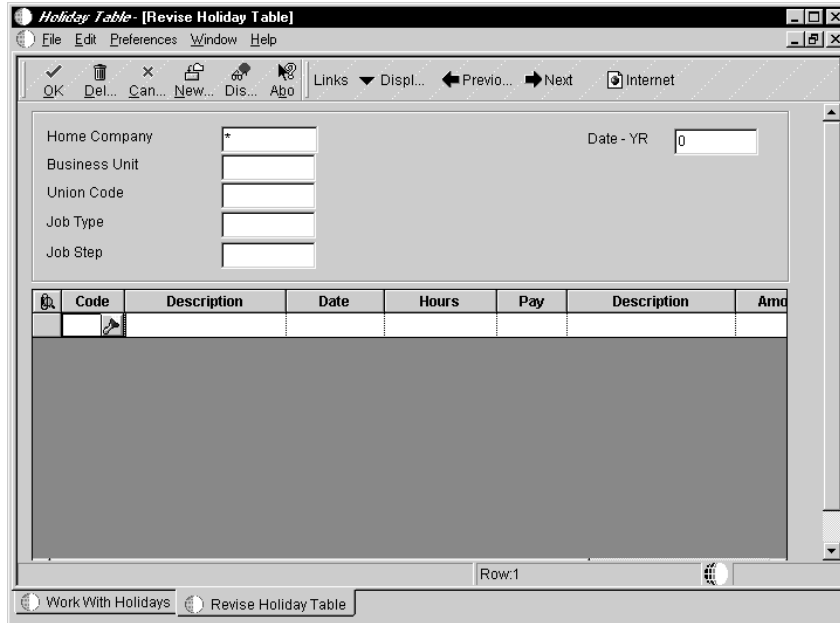 Holiday Table - [Revise Holiday Table]
File Edit Preferences Window Help
OK Del... Can... New... Dis... Abo Links Displ... Previo... Next Internet
Home Company * Date - YR 0
Business Unit
Union Code
Job Type
Job Step
Code Description Date Hours Pay Description Amo
Row:1
Work With Holidays Revise Holiday Table